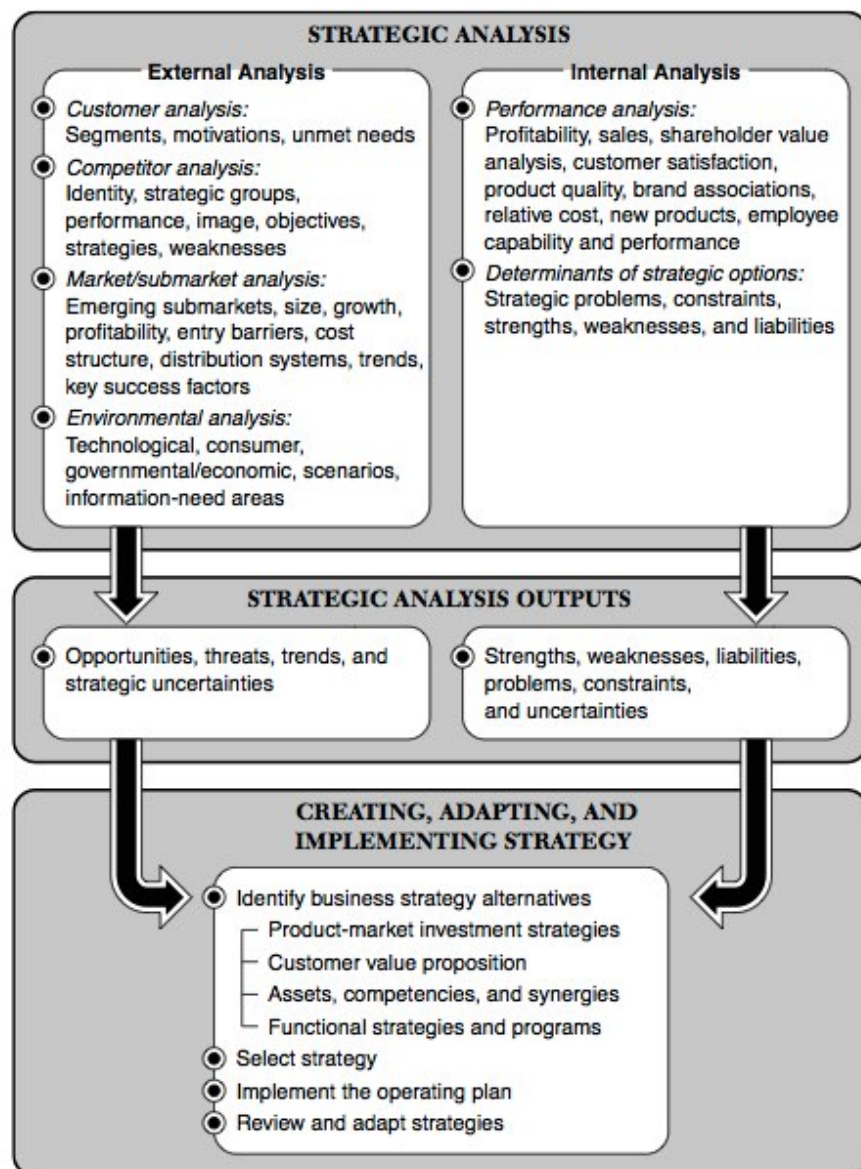 STRATEGIC ANALYSIS
External Analysis
Customer analysis:
Segments, motivations, unmet needs
Competitor analysis:
Identity, strategic groups,
performance, image, objectives,
strategies, weaknesses
Market/submarket analysis:
Emerging submarkets, size, growth,
profitability, entry barriers, cost
structure, distribution systems, trends,
key success factors
Environmental analysis:
Technological, consumer,
governmental/economic, scenarios,
information-need areas
Internal Analysis
Performance analysis:
Profitability, sales, shareholder value
analysis, customer satisfaction,
product quality, brand associations,
relative cost, new products, employee
capability and performance
Determinants of strategic options:
Strategic problems, constraints,
strengths, weaknesses, and liabilities
STRATEGIC ANALYSIS OUTPUTS
Opportunities, threats, trends, and
strategic uncertainties
Strengths, weaknesses, liabilities,
problems, constraints,
and uncertainties
CREATING, ADAPTING, AND
IMPLEMENTING STRATEGY
Identify business strategy alternatives
Product-market investment strategies
Customer value proposition
Assets, competencies, and synergies
Functional strategies and programs
Select strategy
Implement the operating plan
Review and adapt strategies